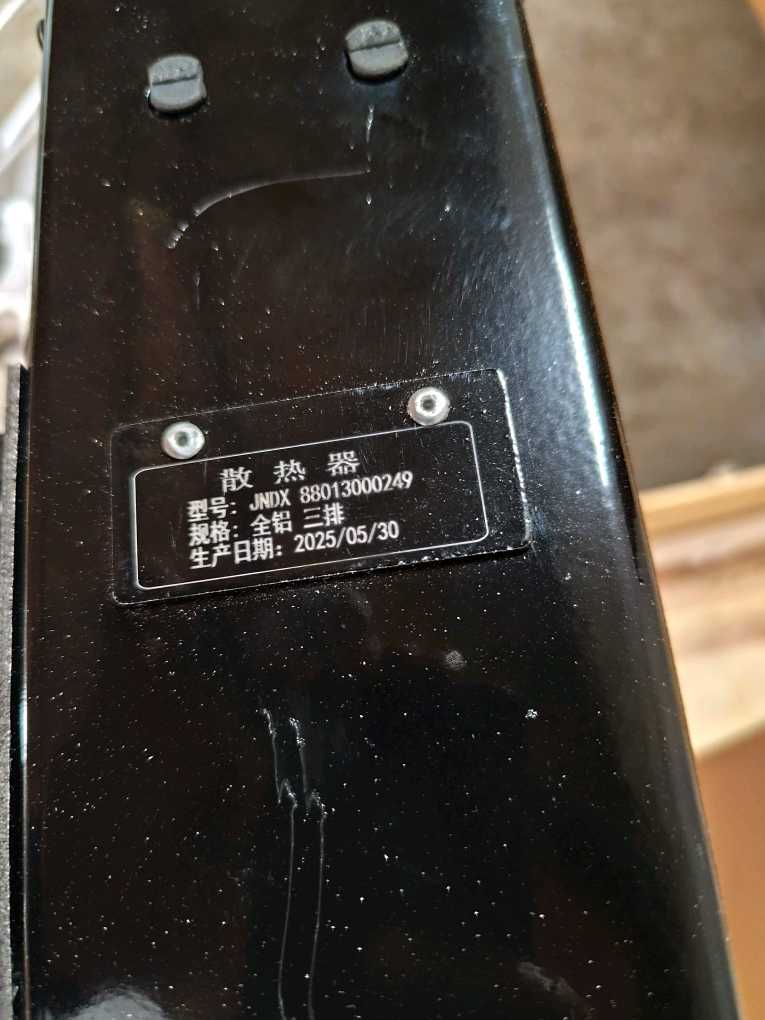 散热器
型号: JNDX 88013000249
规格: 全铝 三排
生产日期: 2025/05/30